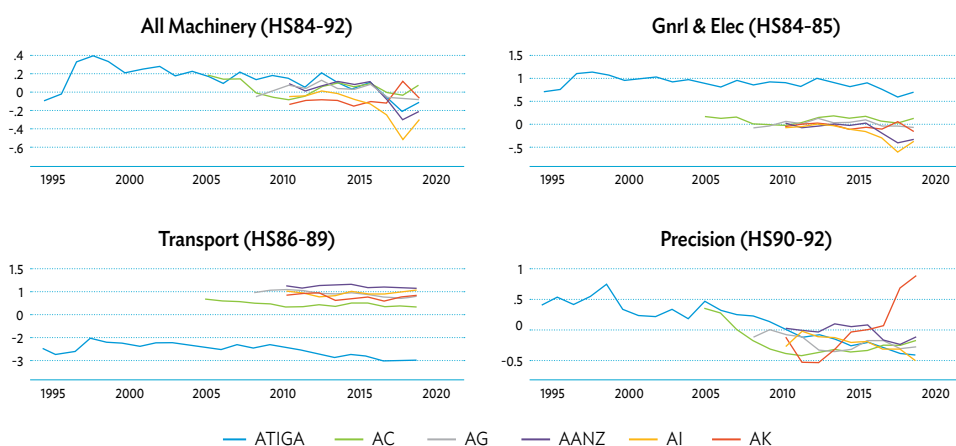 All Machinery (HS84-92)
.4
.2
0
-.2
-.4
-.6
1995 2000 2005 2010 2015 2020
Gnrl & Elec (HS84-85)
1.5
1
.5
0
-.5
1995 2000 2005 2010 2015 2020
Transport (HS86-89)
1.5
1
0
-2
-3
1995 2000 2005 2010 2015 2020
Precision (HS90-92)
1
.5
0
-0.5
1995 2000 2005 2010 2015 2020
ATIGA AC AG AANZ AI AK